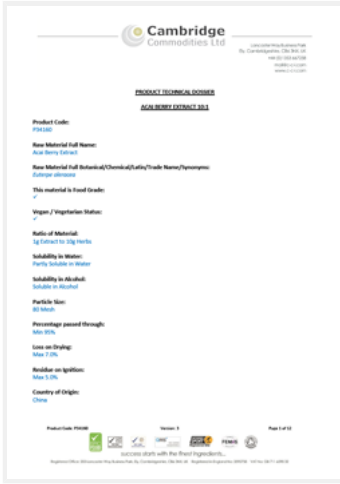 Cambridge
Commodities Ltd
PRODUCT TECHNICAL DOSSIER
ACAI BERRY EXTRACT 10:1
Product Code:
P34160
Raw Material Full Name:
Acai Berry Extract
Raw Material Full Botanical/Chemical/Latin/Trade Name/Synonyms:
Euterpe oleracea
This material is Food Grade:
✓
Vegan / Vegetarian Status:
✓
Ratio of Material:
1g Extract to 10g Herbs
Solubility in Water:
Partly Soluble in Water
Solubility in Alcohol:
Soluble in Alcohol
Particle Size:
80 Mesh
Percentage passed through:
Min 95%
Loss on Drying:
Max 7.0%
Residue on Ignition:
Max 5.0%
Country of Origin:
China
Product Code: P34160 Version: 3 Page 1 of 12
success starts with the finest ingredients...